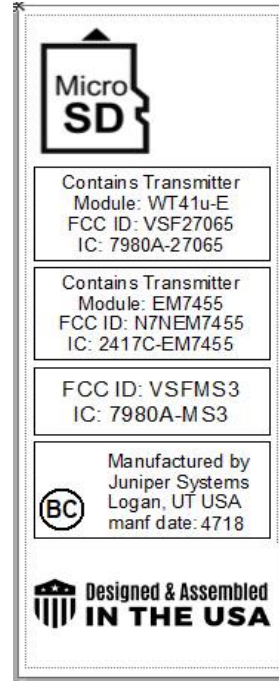 Micro
SD
Contains Transmitter
Module: WT41u-E
FCC ID: VSF27065
IC: 7980A-27065
Contains Transmitter
Module: EM7455
FCC ID: N7NEM7455
IC: 2417C-EM7455
FCC ID: VSFMS3
IC: 7980A-MS3
Manufactured by
Juniper Systems
Logan, UT USA
BC
manf date: 4718
Designed & Assembled
IN THE USA